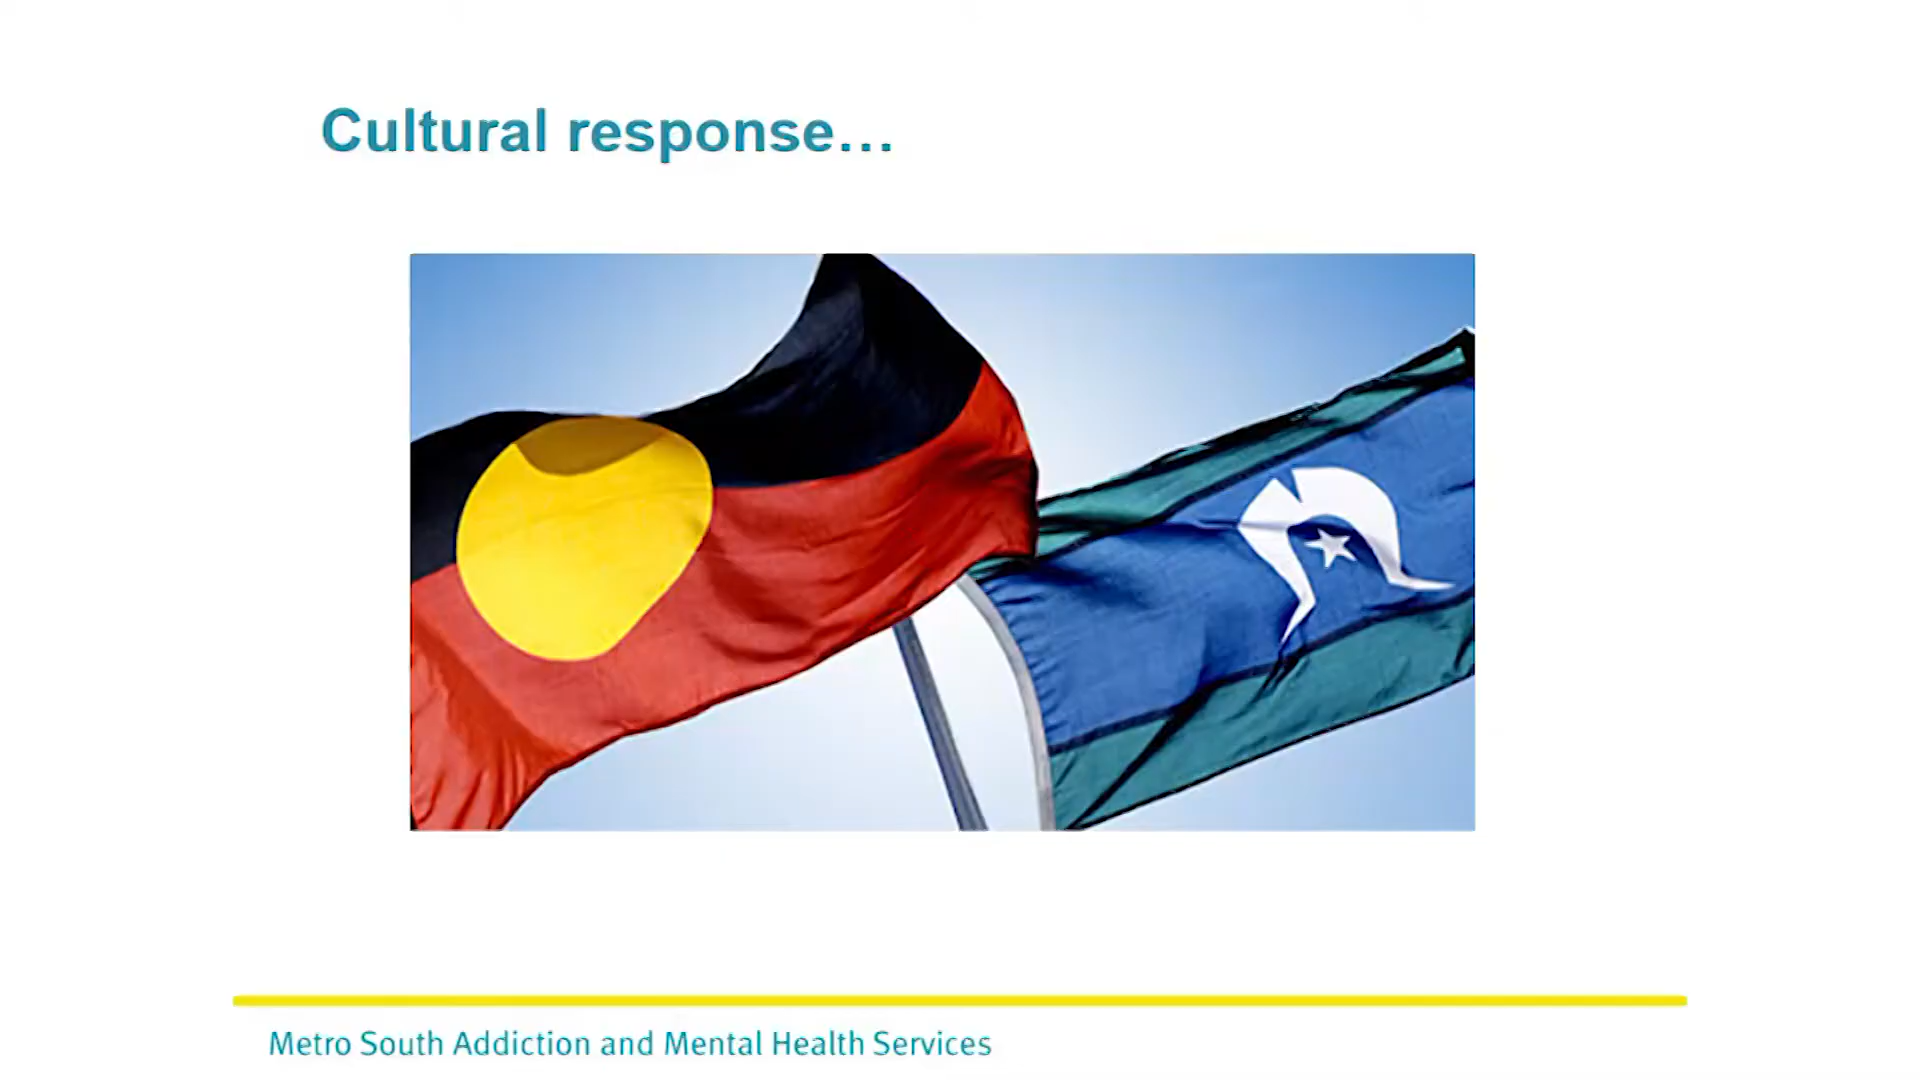 Cultural response...
Metro South Addiction and Mental Health Services